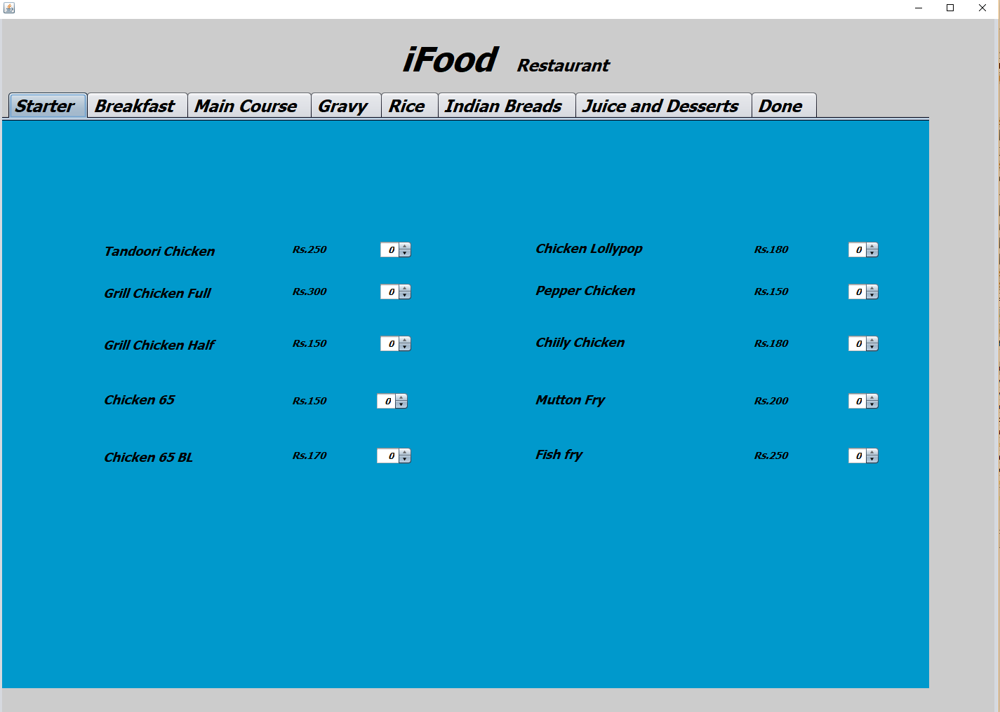 iFood Restaurant
Starter Breakfast Main Course Gravy Rice Indian Breads Juice and Desserts Done
Tandoori Chicken Rs.250 0 Chicken Lollypop Rs.180 0
Grill Chicken Full Rs.300 0 Pepper Chicken Rs.150 0
Grill Chicken Half Rs.150 0 Chiily Chicken Rs.180 0
Chicken 65 Rs.150 0 Mutton Fry Rs.200 0
Chicken 65 BL Rs.170 0 Fish fry Rs.250 0